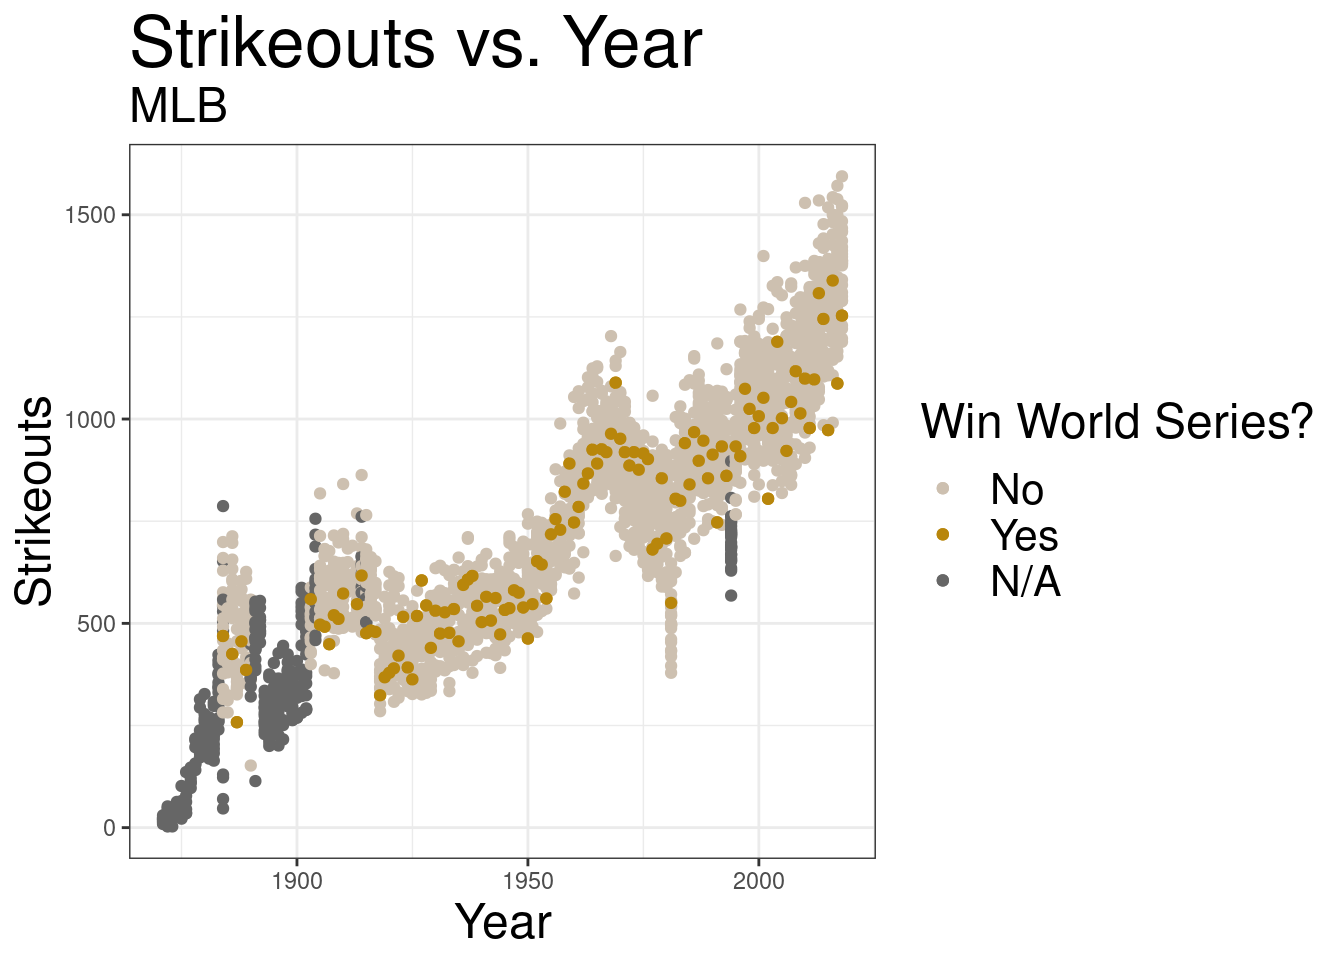 Strikeouts vs. Year
MLB
1500
1000
500
0
Strikeouts
1900 1950 2000
Year
Win World Series?
No
Yes
N/A